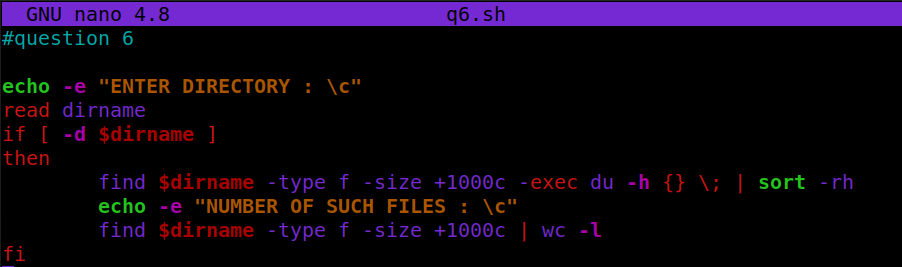 GNU nano 4.8 q6.sh
#question 6
echo -e "ENTER DIRECTORY : \c"
read dirname
if [ -d $dirname ]
then
find $dirname -type f -size +1000c -exec du -h {} \; | sort -rh
echo -e "NUMBER OF SUCH FILES : \c"
find $dirname -type f -size +1000c | wc -l
fi